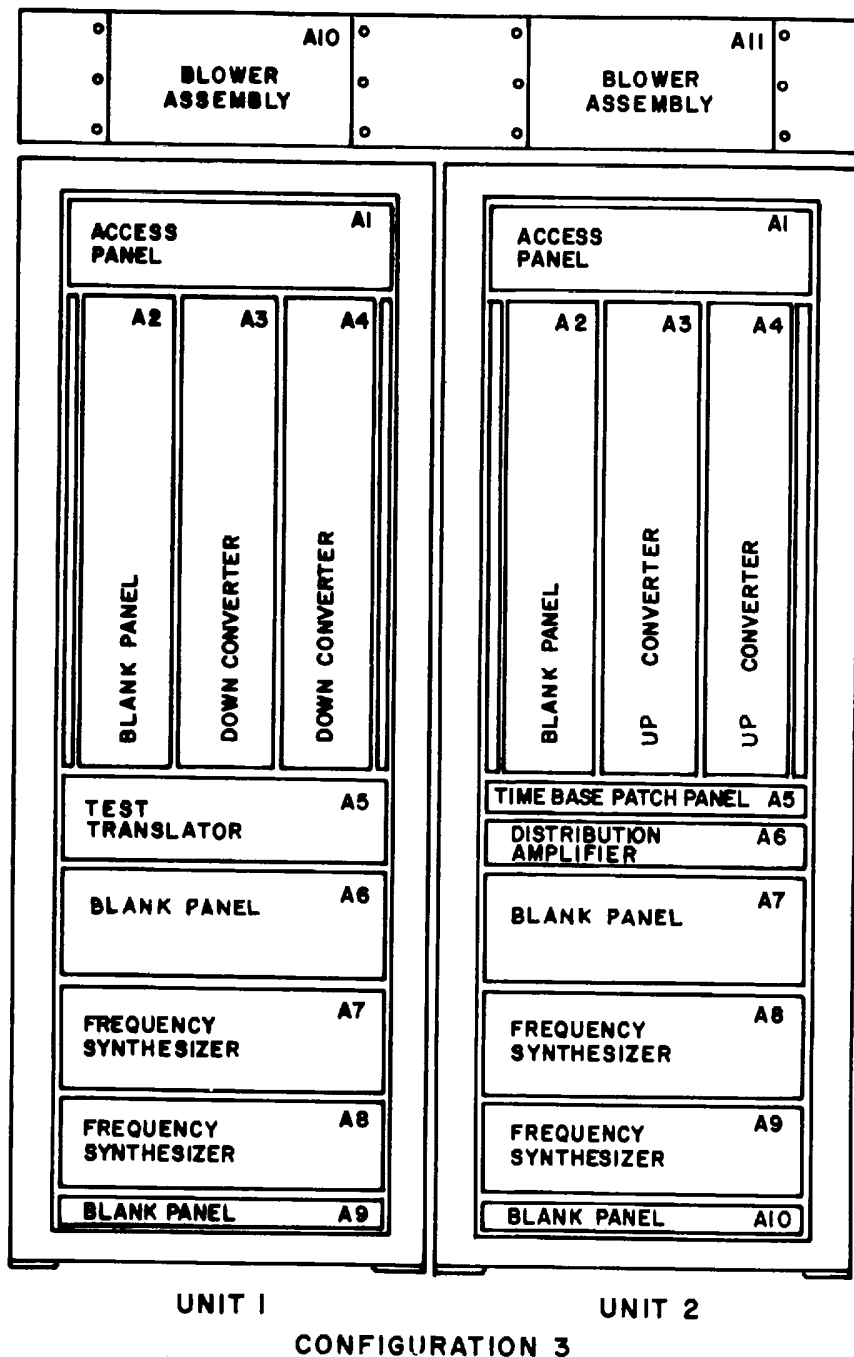 A10
BLOWER
ASSEMBLY
A11
BLOWER
ASSEMBLY
A1
ACCESS
PANEL
A2
BLANK PANEL
A3
DOWN CONVERTER
A4
DOWN CONVERTER
TEST
TRANSLATOR
A5
BLANK PANEL
A6
FREQUENCY
SYNTHESIZER
A7
FREQUENCY
SYNTHESIZER
A8
BLANK PANEL A9
UNIT 1
A1
ACCESS
PANEL
A2
BLANK PANEL
A3
UP CONVERTER
A4
UP CONVERTER
TIME BASE PATCH PANEL A5
DISTRIBUTION
AMPLIFIER
A6
BLANK PANEL
A7
FREQUENCY
SYNTHESIZER
A8
FREQUENCY
SYNTHESIZER
A9
BLANK PANEL A10
UNIT 2
CONFIGURATION 3